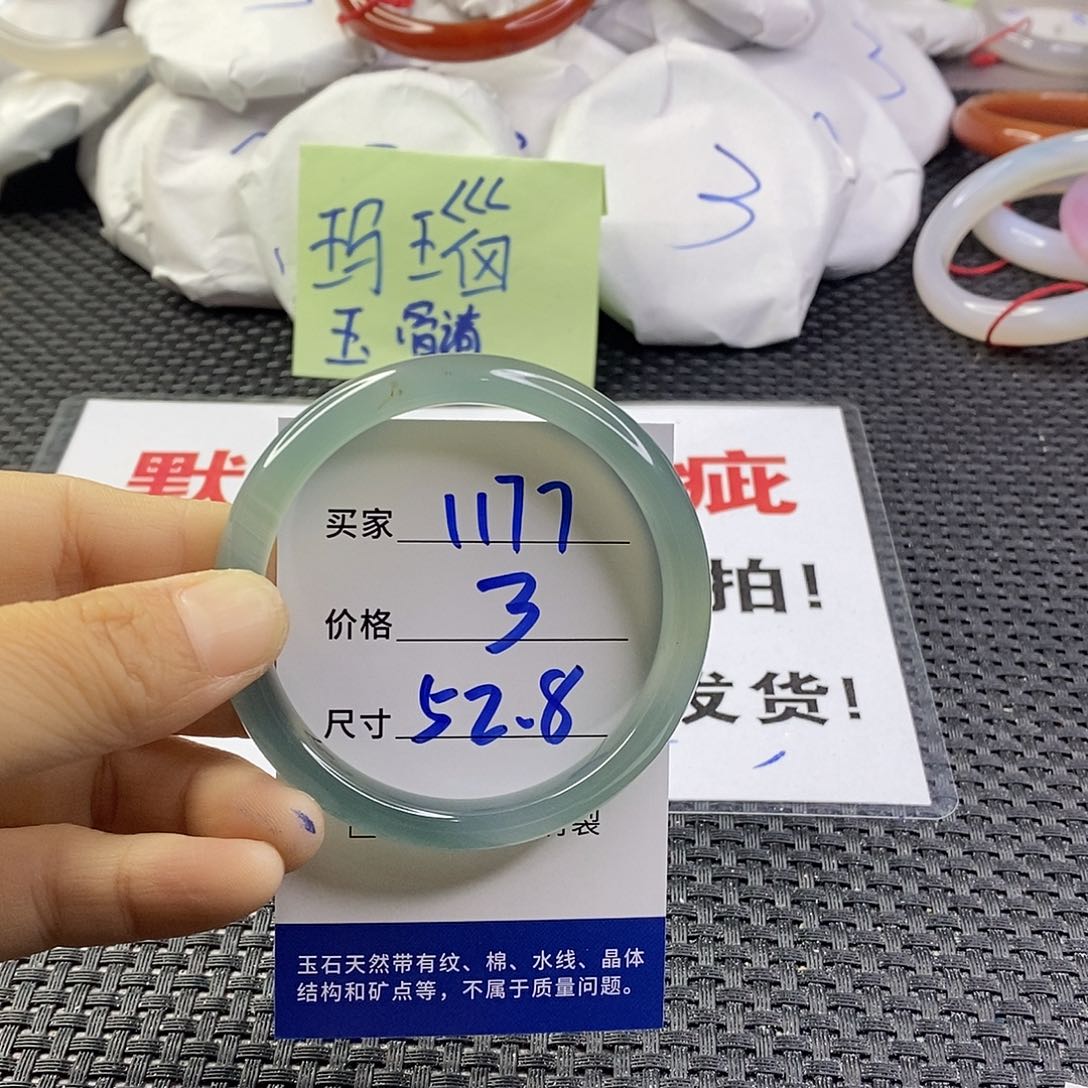 3
玛瑙
玉髓
默
疵
买家 1177
拍!
价格 3
发货!
尺寸 52.8
裂
玉石天然带有纹、棉、水线、晶体
结构和矿点等，不属于质量问题。